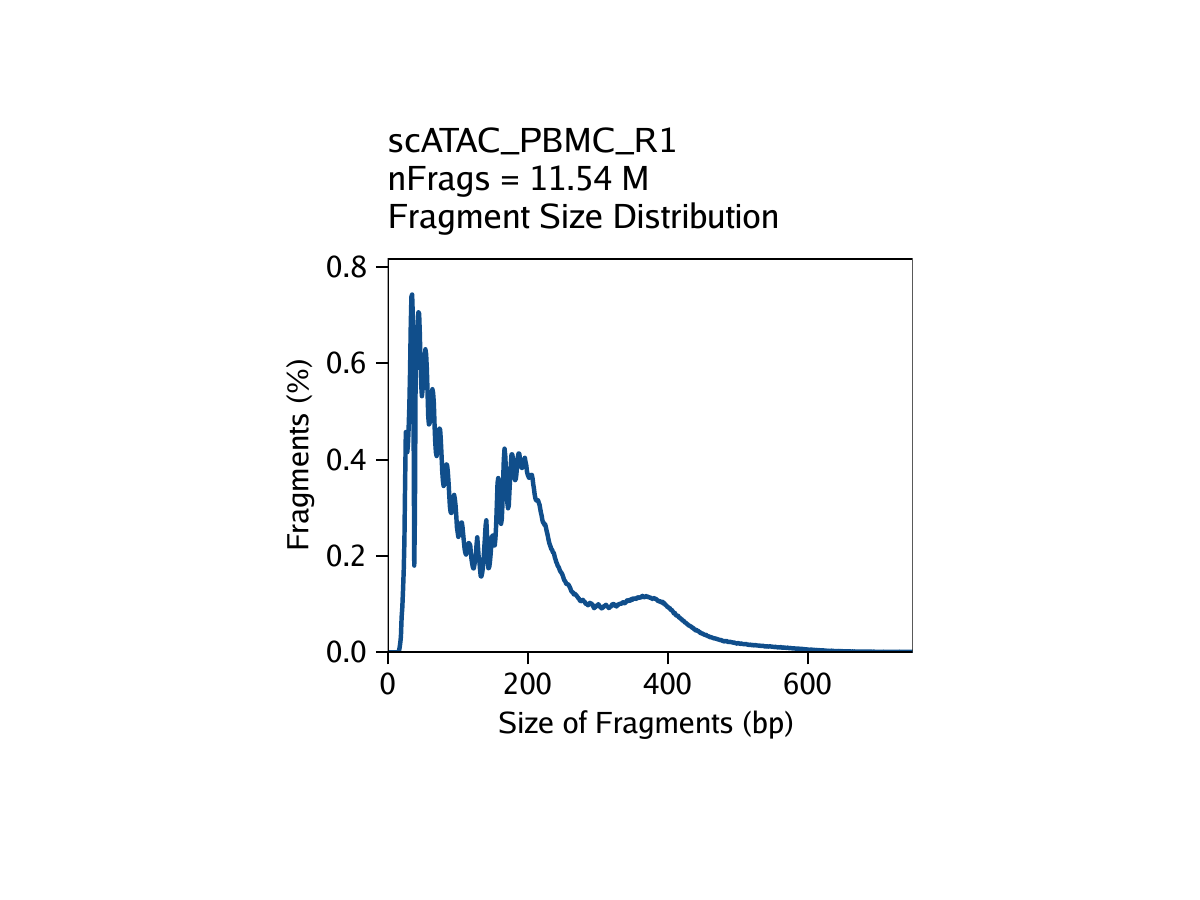 scATAC_PBMC_R1
nFrags = 11.54 M
Fragment Size Distribution
0.8
0.6
0.4
0.2
0.0
Fragments (%)
0 200 400 600
Size of Fragments (bp)